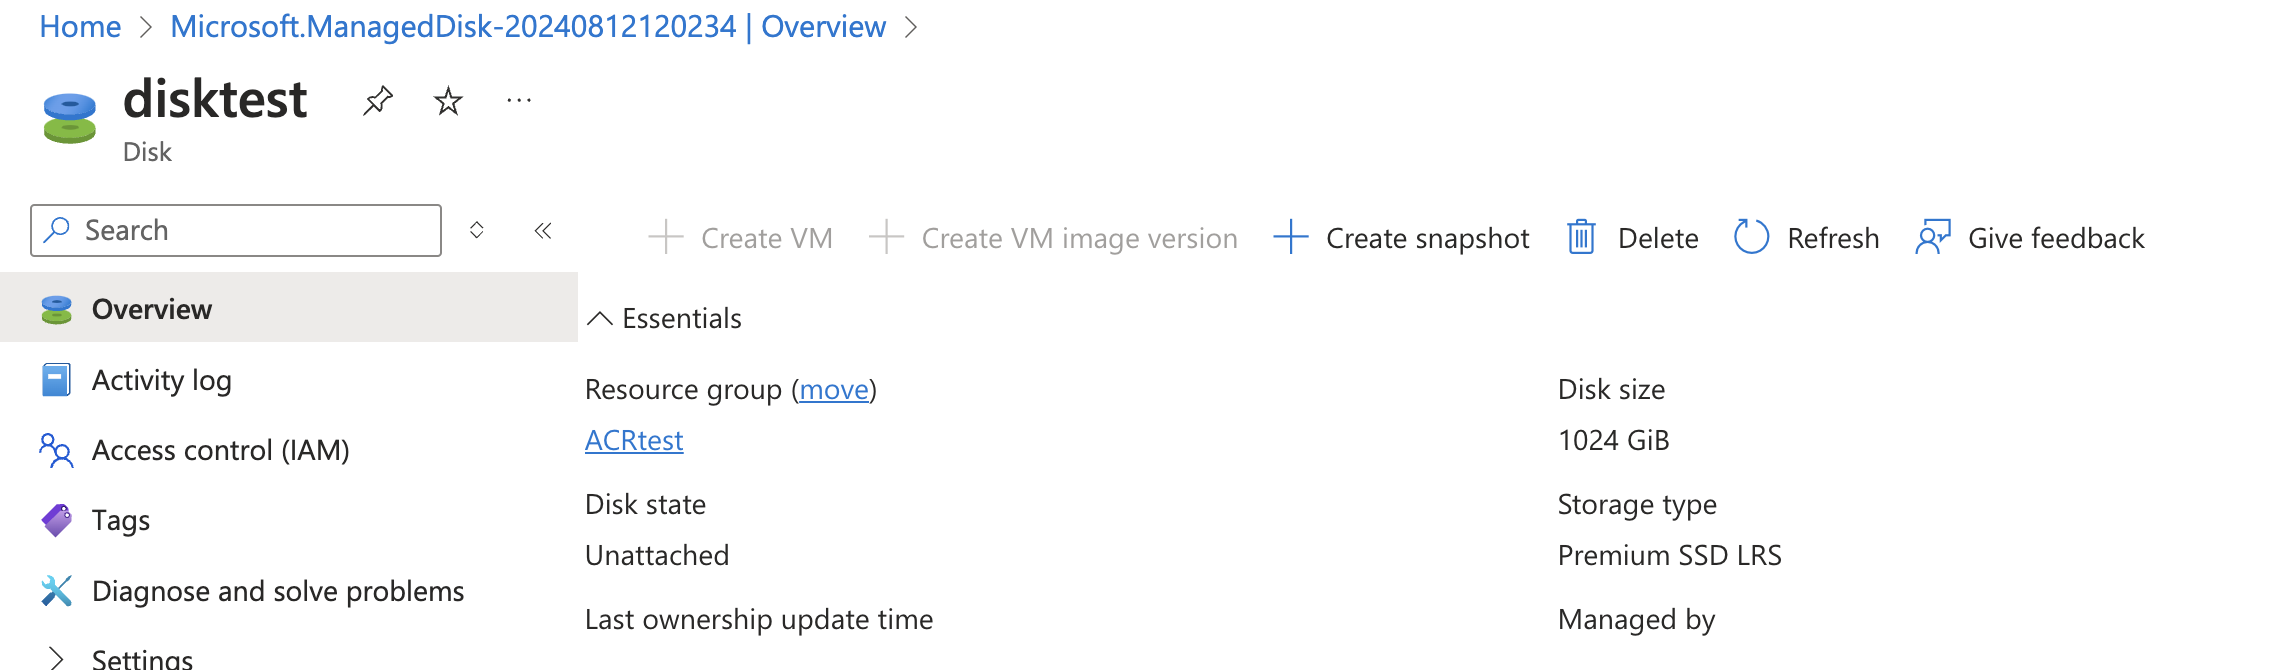 Home > Microsoft.ManagedDisk-20240812120234 | Overview >
disktest
Disk
Search
Create VM
Create VM image version
Create snapshot
Delete
Refresh
Give feedback
Overview
Activity log
Access control (IAM)
Tags
Diagnose and solve problems
Settings
Essentials
Resource group (move)
ACRtest
Disk state
Unattached
Last ownership update time
Disk size
1024 GiB
Storage type
Premium SSD LRS
Managed by